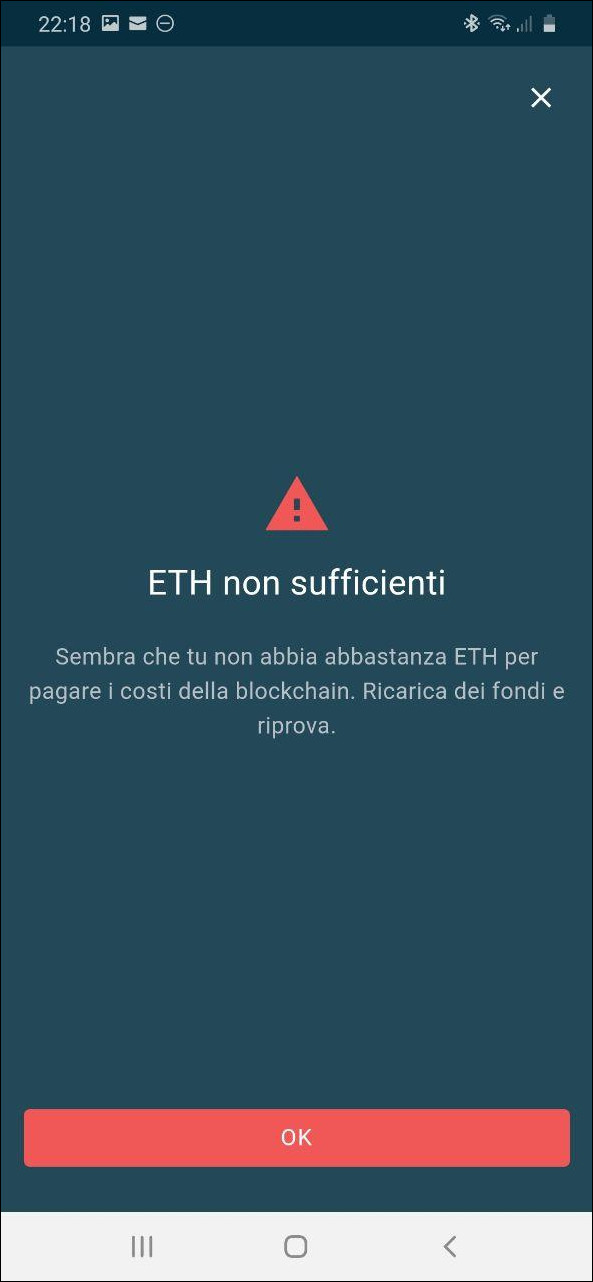 22:18
ETH non sufficienti
Sembra che tu non abbia abbastanza ETH per
pagare i costi della blockchain. Ricarica dei fondi e
riprova.
OK